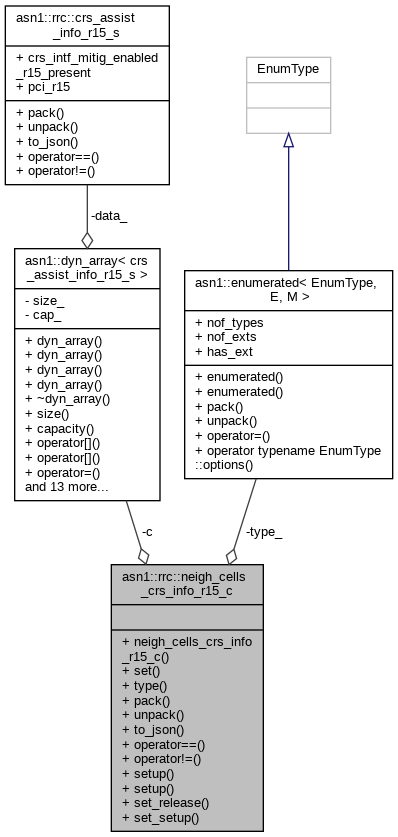 asn1::rrc::crs_assist
_info_r15_s
+ crs_intf_mitig_enabled
_r15_present
+ pci_r15
+ pack()
+ unpack()
+ to_json()
+ operator==()
+ operator!=()
EnumType
-data_
asn1::dyn_array< crs
_assist_info_r15_s >
- size_
- cap_
+ dyn_array()
+ dyn_array()
+ dyn_array()
+ dyn_array()
+ ~dyn_array()
+ size()
+ capacity()
+ operator[]()
+ operator[]()
+ operator=()
and 13 more...
asn1::enumerated< EnumType,
E, M >
+ nof_types
+ nof_exts
+ has_ext
+ enumerated()
+ enumerated()
+ pack()
+ unpack()
+ operator=()
+ operator typename EnumType
::options()
-c
-type_
asn1::rrc::neigh_cells
_crs_info_r15_c
+ neigh_cells_crs_info
_r15_c()
+ set()
+ type()
+ pack()
+ unpack()
+ to_json()
+ operator==()
+ operator!=()
+ setup()
+ setup()
+ set_release()
+ set_setup()